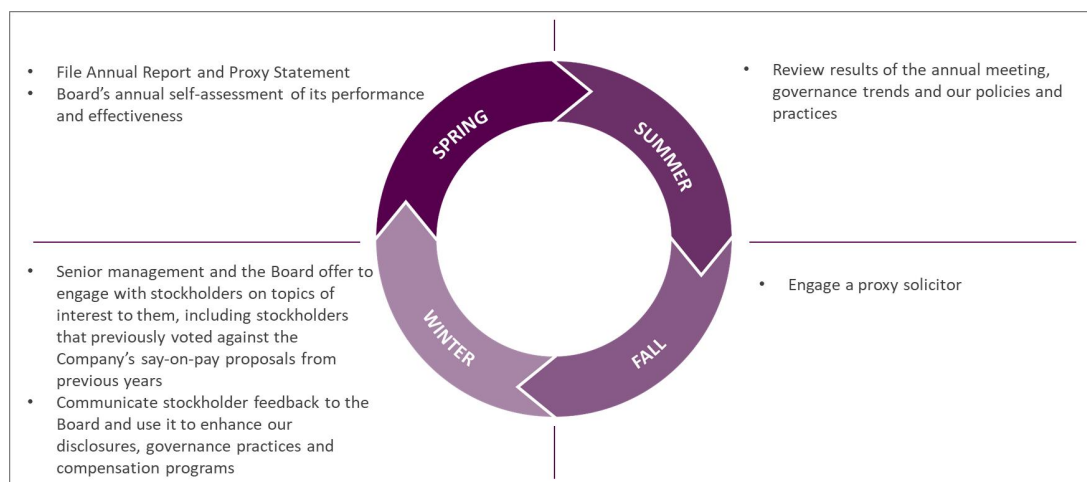 • File Annual Report and Proxy Statement
• Board's annual self-assessment of its performance
and effectiveness
SPRING
SUMMER
• Review results of the annual meeting,
governance trends and our policies and
practices
• Senior management and the Board offer to
engage with stockholders on topics of
interest to them, including stockholders
that previously voted against the
Company's say-on-pay proposals from
previous years
• Communicate stockholder feedback to the
Board and use it to enhance our
disclosures, governance practices and
compensation programs
WINTER
FALL
• Engage a proxy solicitor